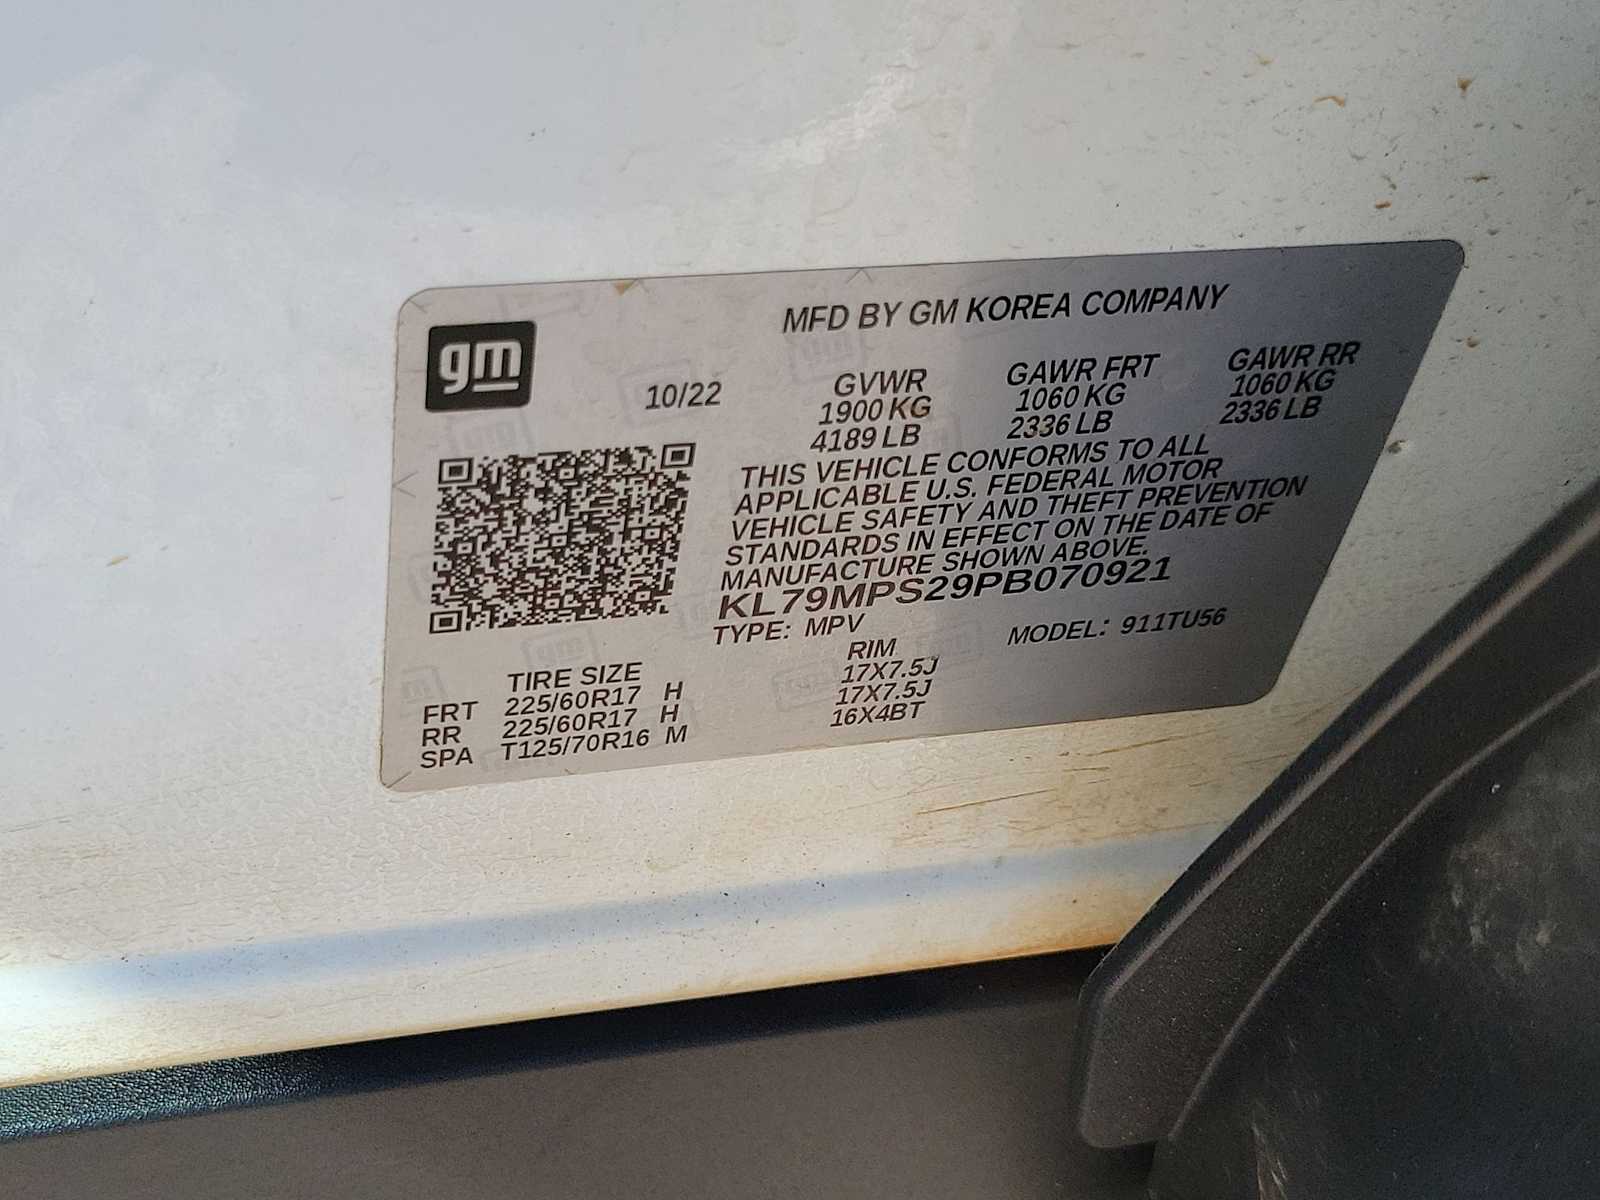 MFD BY GM KOREA COMPANY
gm
10/22
GVWR GAWR FRT GAWR RR
1900 KG 1060 KG 1060 KG
4189 LB 2336 LB 2336 LB
THIS VEHICLE CONFORMS TO ALL
APPLICABLE U.S. FEDERAL MOTOR
VEHICLE SAFETY AND THEFT PREVENTION
STANDARDS IN EFFECT ON THE DATE OF
MANUFACTURE SHOWN ABOVE.
KL79MPS29PB070921
TYPE: MPV MODEL: 911TU56
TIRE SIZE RIM
FRT 225/60R17 H 17X7.5J
RR 225/60R17 H 17X7.5J
SPA T125/70R16 M 16X4BT